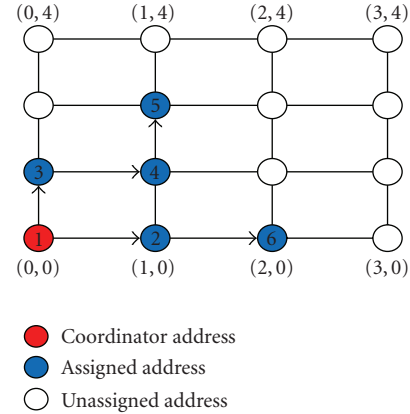 (0, 4) (1, 4) (2, 4) (3, 4)
5
3 4
1 2 6
(0, 0) (1, 0) (2, 0) (3, 0)
Coordinator address
Assigned address
Unassigned address